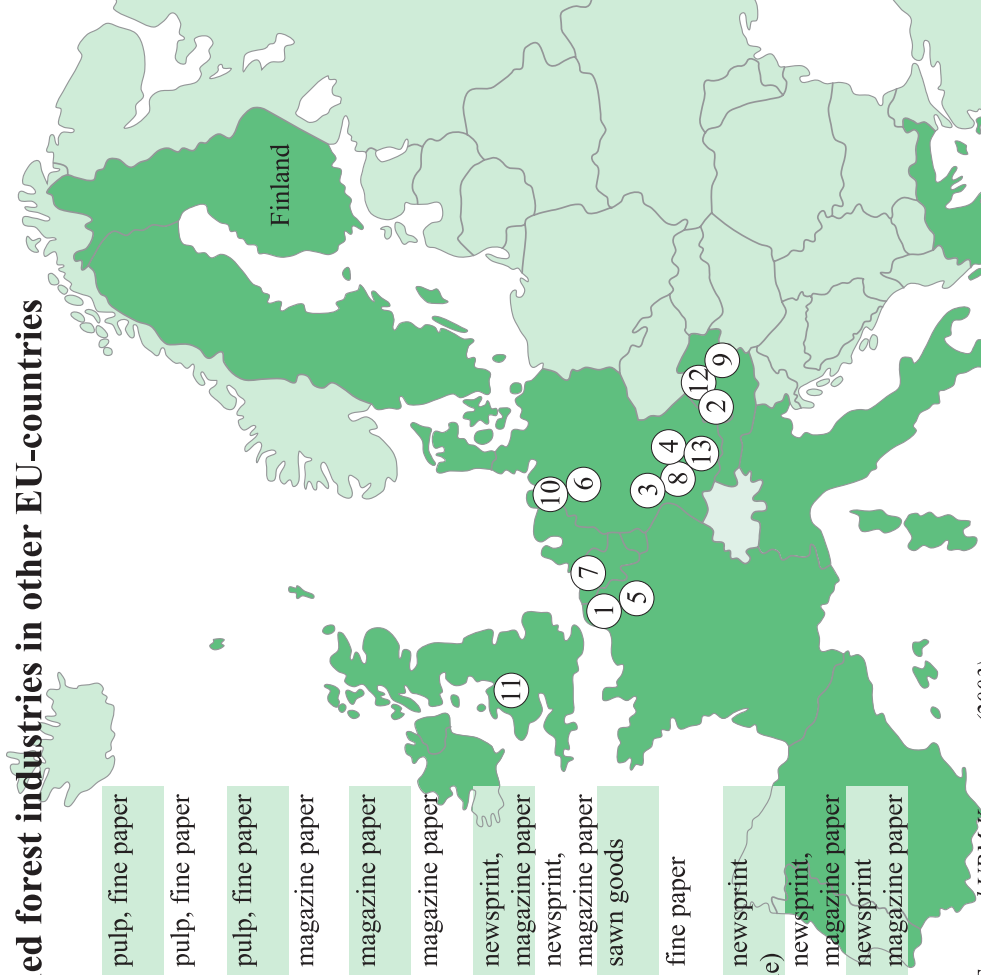 ed forest industries in other EU-countries
pulp, fine paper
pulp, fine paper
pulp, fine paper
magazine paper
magazine paper
magazine paper
newsprint,
magazine paper
newsprint,
magazine paper
sawn goods
fine paper
newsprint
e)
newsprint,
magazine paper
newsprint
magazine paper
Finland
11
10
6
7
1
5
3
4
8
13
12
2
9